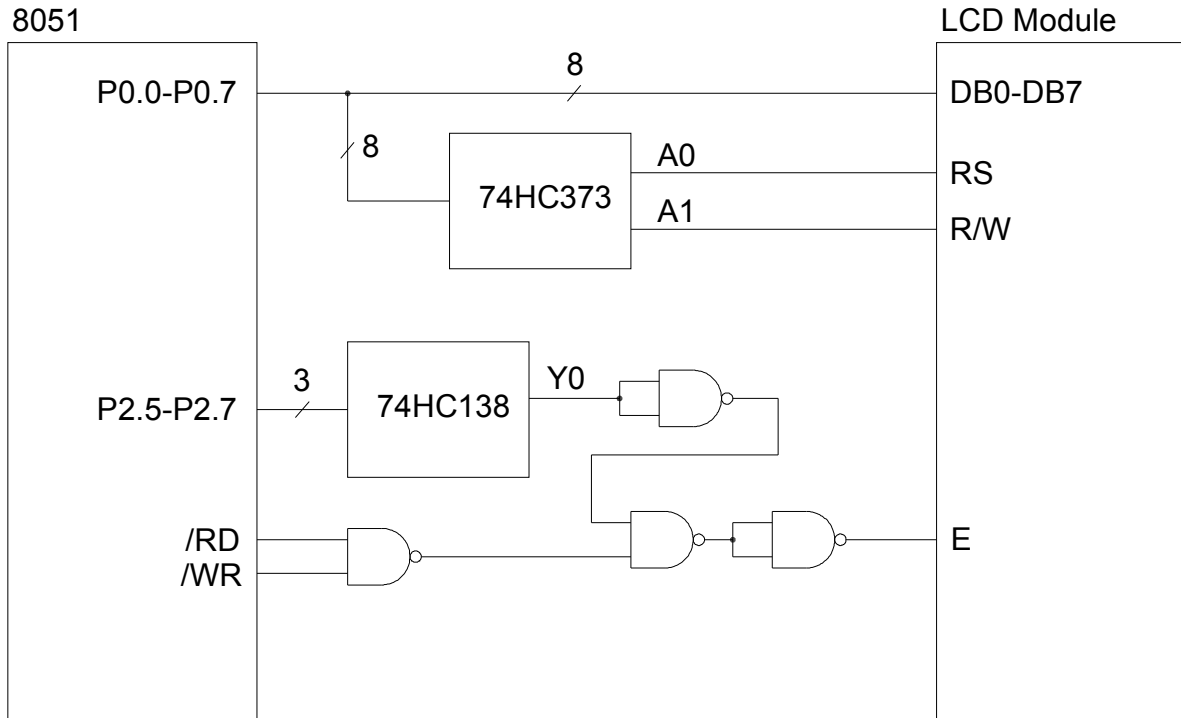 8051
LCD Module
P0.0-P0.7
8
DB0-DB7
8
74HC373
A0
RS
A1
R/W
3
Y0
P2.5-P2.7
74HC138
/RD
/WR
E